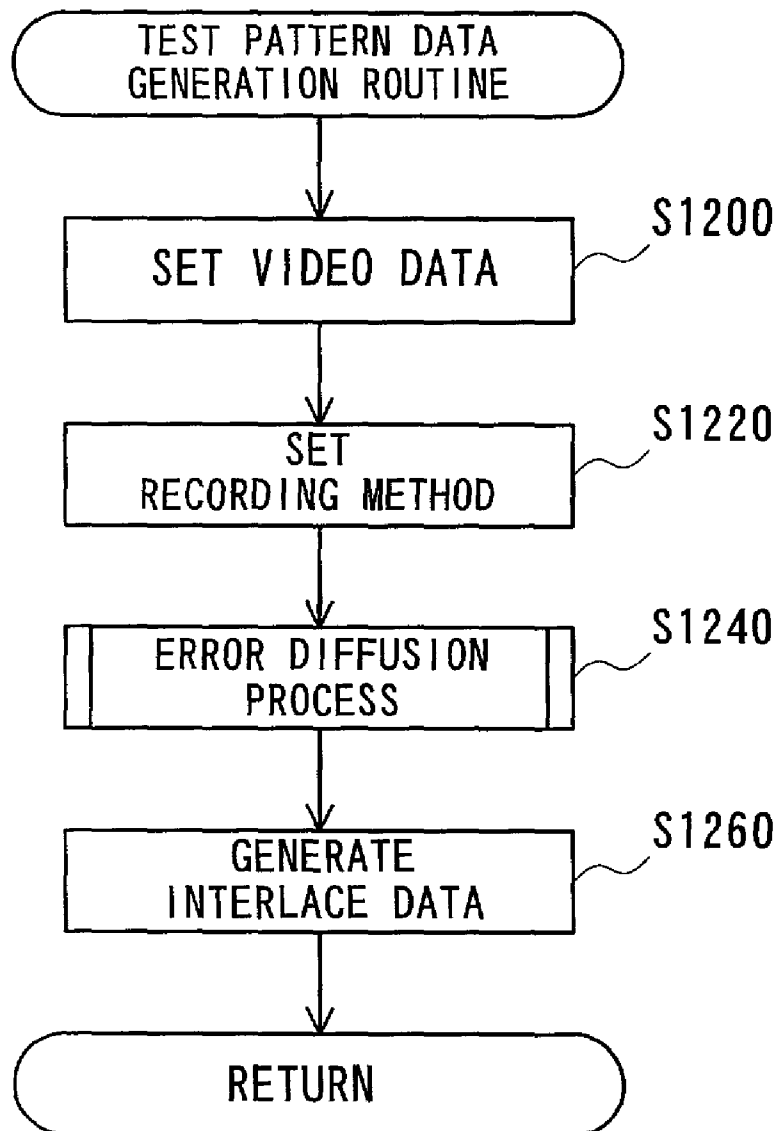 TEST PATTERN DATA
GENERATION ROUTINE
S1200
SET VIDEO DATA
S1220
SET
RECORDING METHOD
S1240
ERROR DIFFUSION
PROCESS
S1260
GENERATE
INTERLACE DATA
RETURN